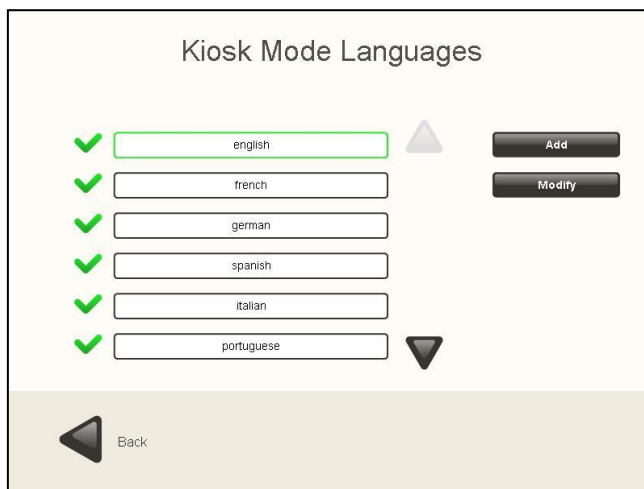 Kiosk Mode Languages
english
Add
french
Modify
german
spanish
italian
portuguese
Back